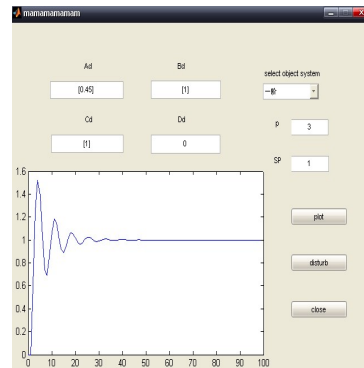 mamamamamam
Ad Bd
[0.45] [1]
select object system
一般
Cd Dd
[1] 0
P 3
SP 1
plot
disturb
close
1.6
1.4
1.2
1
0.8
0.6
0.4
0.2
0
0 10 20 30 40 50 60 70 80 90 100